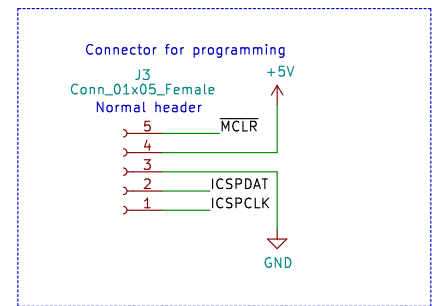 Connector for programming
J3
+5V
Conn_01x05_Female
Normal header
5
MCLR
4
3
2
ICSPDAT
1
ICSPCLK
GND